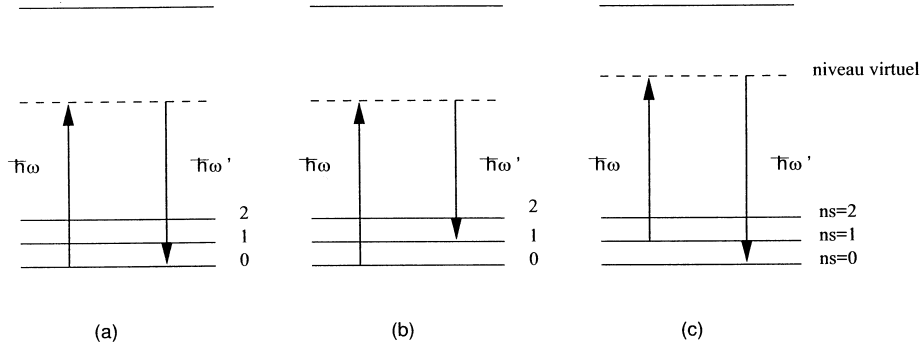 niveau virtuel
ħω
ħω'
ħω
ħω'
ħω
ħω'
2
1
0
2
1
0
ns=2
ns=1
ns=0
(a)
(b)
(c)